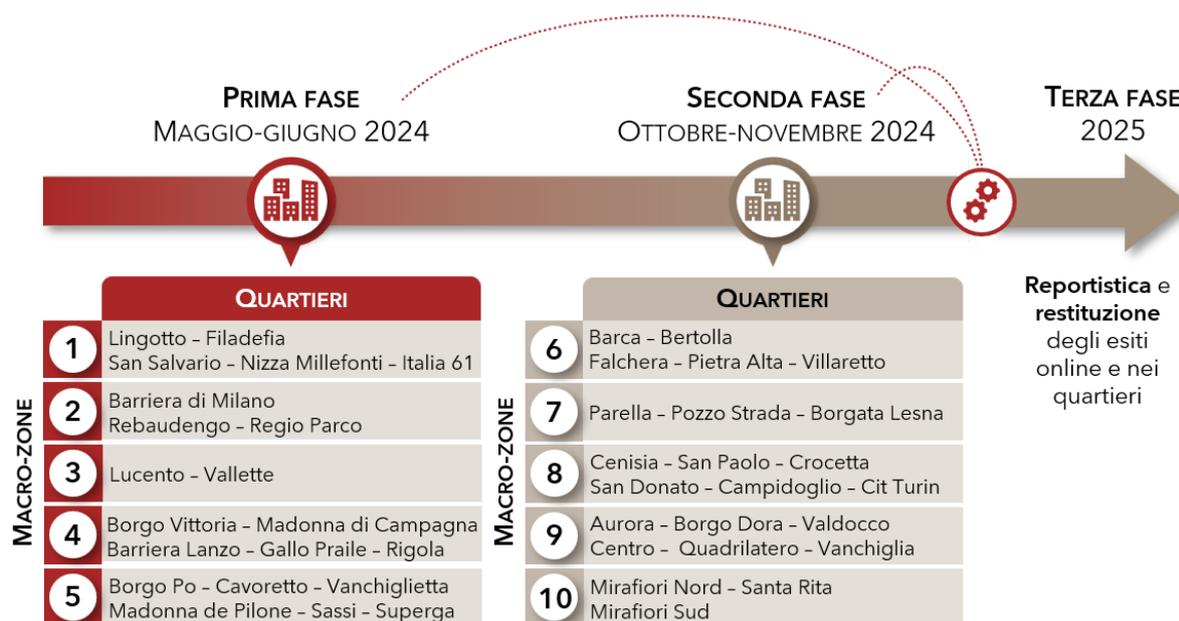 PRIMA FASE
MAGGIO-GIUGNO 2024
SECONDA FASE
OTTOBRE-NOVEMBRE 2024
TERZA FASE
2025
QUARTIERI
MACRO-ZONE
1
Lingotto – Filadefia
San Salvario – Nizza Millefonti – Italia 61
2
Barriera di Milano
Rebaudengo – Regio Parco
3
Lucento – Vallette
4
Borgo Vittoria – Madonna di Campagna
Barriera Lanzo – Gallo Praile – Rigola
5
Borgo Po – Cavoretto – Vanchiglietta
Madonna de Pilone – Sassi – Superga
QUARTIERI
MACRO-ZONE
6
Barca – Bertolla
Falchera – Pietra Alta – Villaretto
7
Parella – Pozzo Strada – Borgata Lesna
8
Cenisia – San Paolo – Crocetta
San Donato – Campidoglio – Cit Turin
9
Aurora – Borgo Dora – Valdocco
Centro – Quadrilatero – Vanchiglia
10
Mirafiori Nord – Santa Rita
Mirafiori Sud
Reportistica e
restituzione
degli esiti
online e nei
quartieri